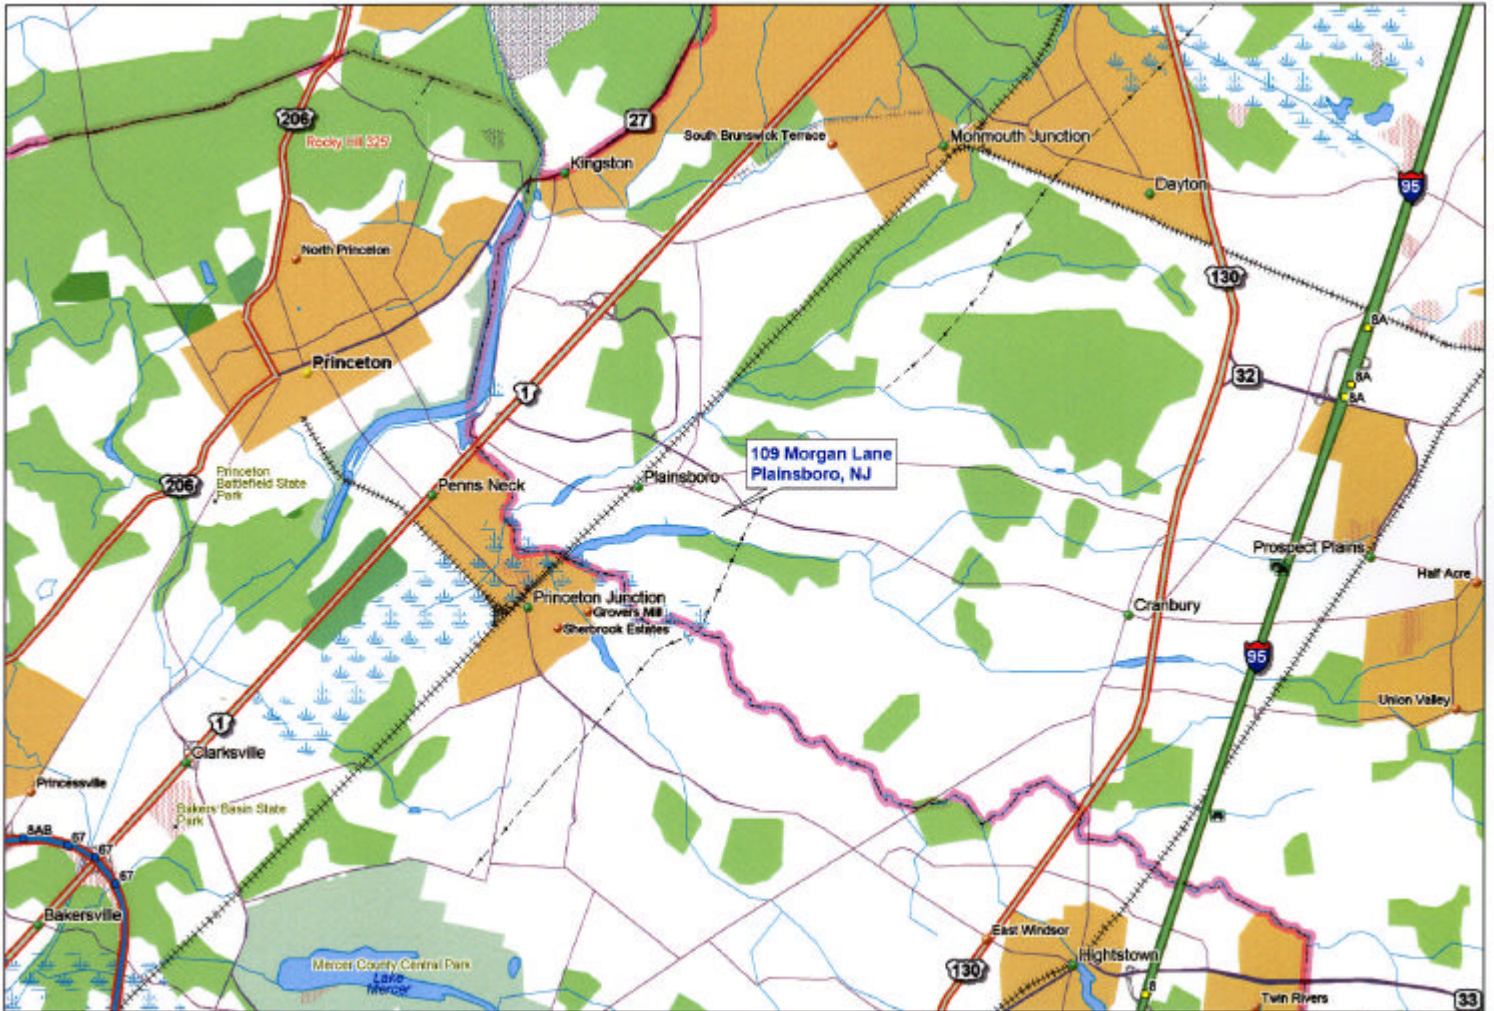 206
Rocky Hill 325'
27
Kingston
South Brunswick Terrace
Monmouth Junction
Dayton
95
North Princeton
130
8A
Princeton
1
32
8A
8A
109 Morgan Lane
Plainsboro, NJ
206
Princeton
Battlefield State
Park
Penns Neck
Plainsboro
Prospect Plains
Half Acre
Princeton Junction
Grovers Mill
Sherbrook Estates
Cranbury
95
Union Valley
1
Clarksville
Princessville
Bakers Basin State
Park
8AB
67
67
67
Bakersville
East Windsor
Hightstown
Mercer County Central Park
Lake
Mercer
130
8
Twin Rivers
33